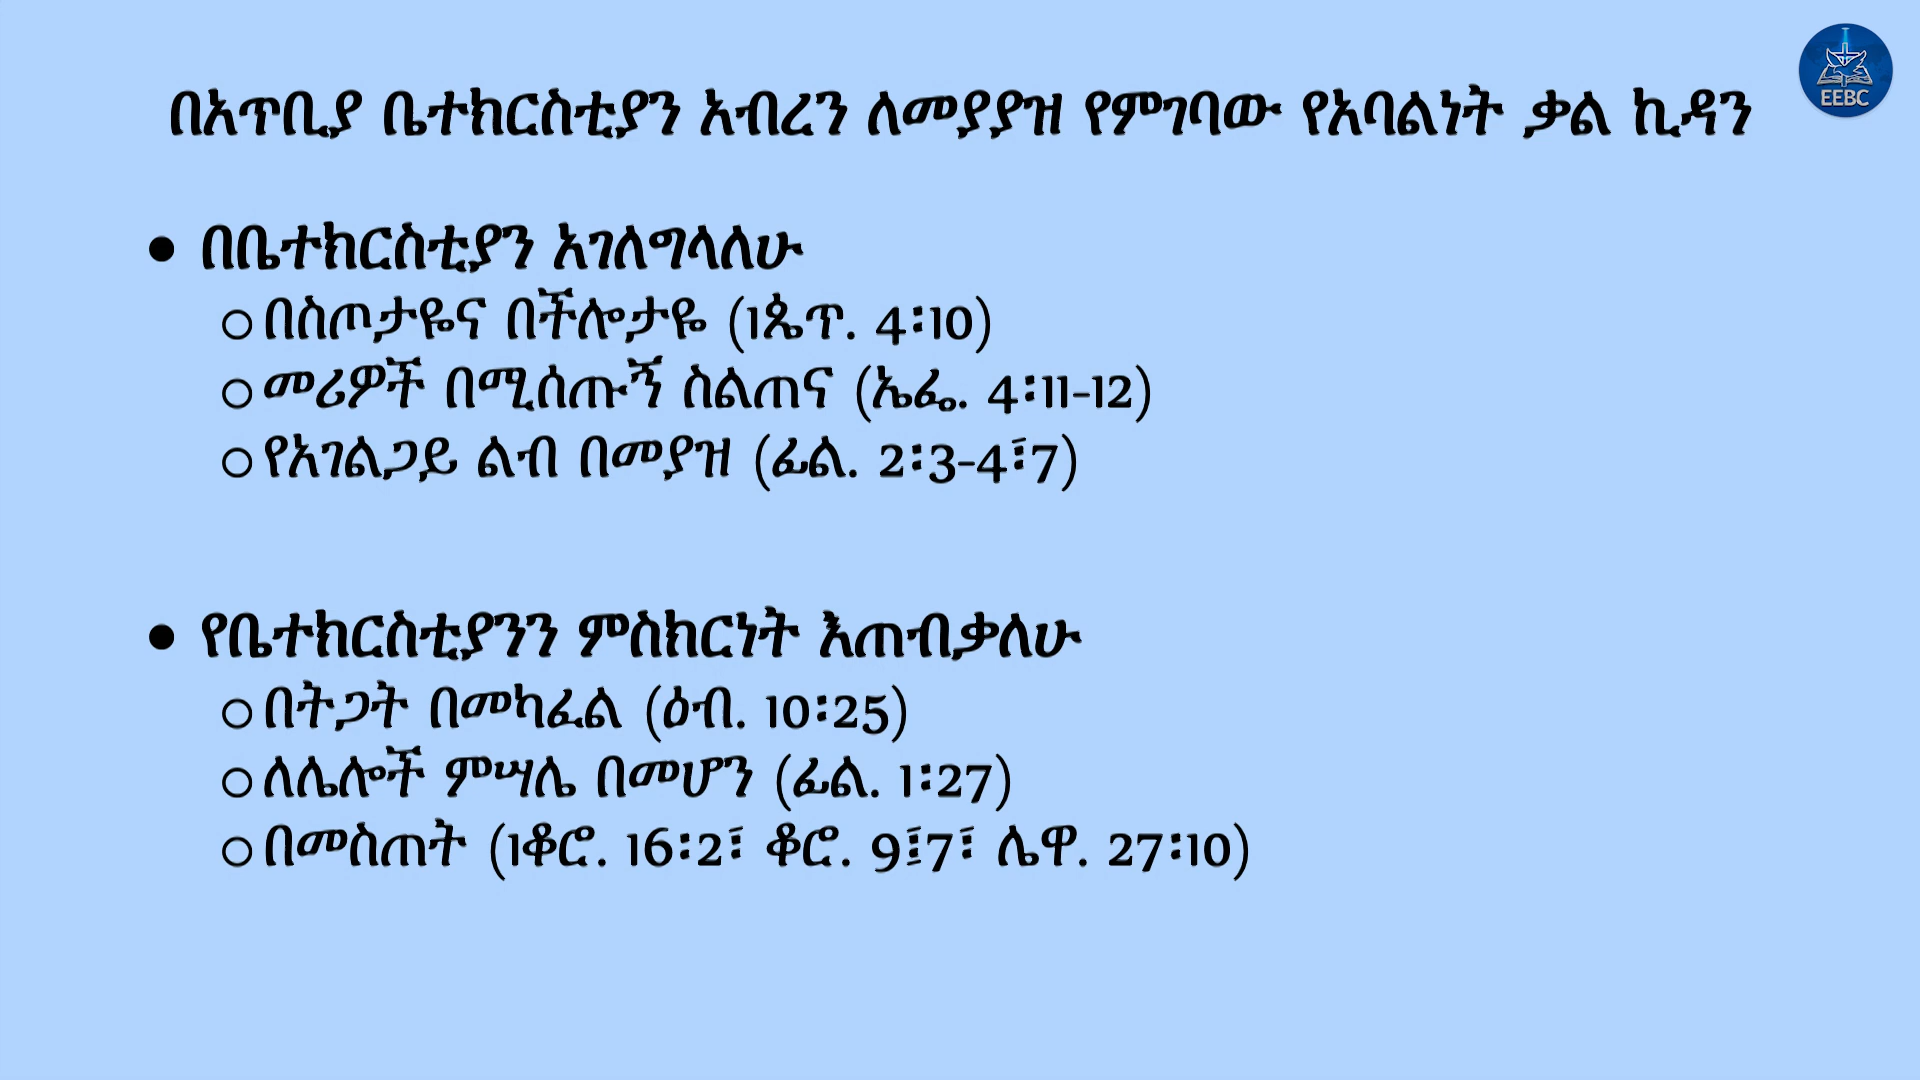 በአጥቢያ ቤተክርስቲያን አብረን ለመያያዝ የምንገባው የአባልነት ቃል ኪዳን
EEBC
● በቤተክርስቲያን አገለግላለሁ
○ በስጦታዬና በችሎታዬ (1ጴጥ. 4፡10)
○ መሪዎች በሚሰጡኝ ስልጠና (ኤፌ. 4፡11-12)
○ የአገልጋይ ልብ በመያዝ (ፊል. 2፡3-4፣7)
● የቤተክርስቲያንን ምስክርነት እጠብቃለሁ
○ በትጋት በመካፈል (ዕብ. 10፡25)
○ ለሌሎች ምሣሌ በመሆን (ፊል. 1፡27)
○ በመስጠት (1ቆሮ. 16፡2፣ ቆሮ. 9፤7፣ ሌዋ. 27፡10)